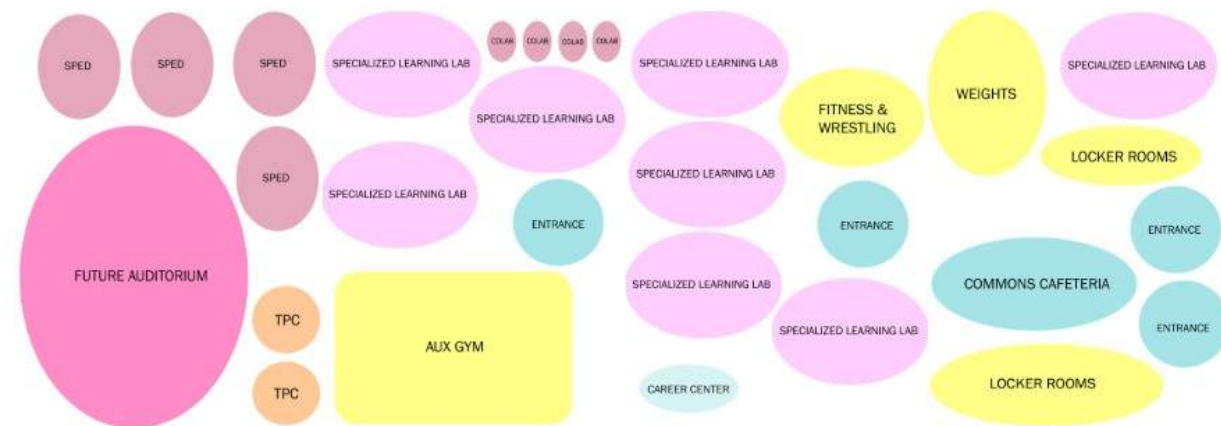 SPED
SPED
SPED
SPECIALIZED LEARNING LAB
COLAB
COLAB
COLAB
COLAB
SPECIALIZED LEARNING LAB
SPECIALIZED LEARNING LAB
FITNESS &
WRESTLING
WEIGHTS
SPECIALIZED LEARNING LAB
LOCKER ROOMS
SPED
SPECIALIZED LEARNING LAB
SPECIALIZED LEARNING LAB
ENTRANCE
ENTRANCE
ENTRANCE
FUTURE AUDITORIUM
SPECIALIZED LEARNING LAB
COMMONS CAFETERIA
TPC
AUX GYM
SPECIALIZED LEARNING LAB
ENTRANCE
TPC
CAREER CENTER
LOCKER ROOMS